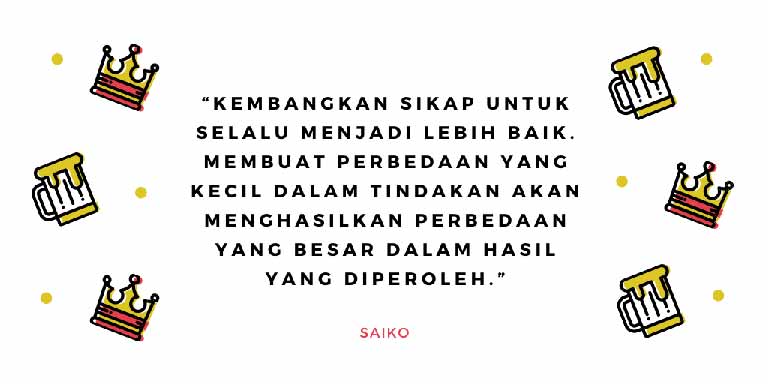 “KEMBANGKAN SIKAP UNTUK
SELALU MENJADI LEBIH BAIK.
MEMBUAT PERBEDAAN YANG
KECIL DALAM TINDAKAN AKAN
MENGHASILKAN PERBEDAAN
YANG BESAR DALAM HASIL
YANG DIPEROLEH.”
SAIKO